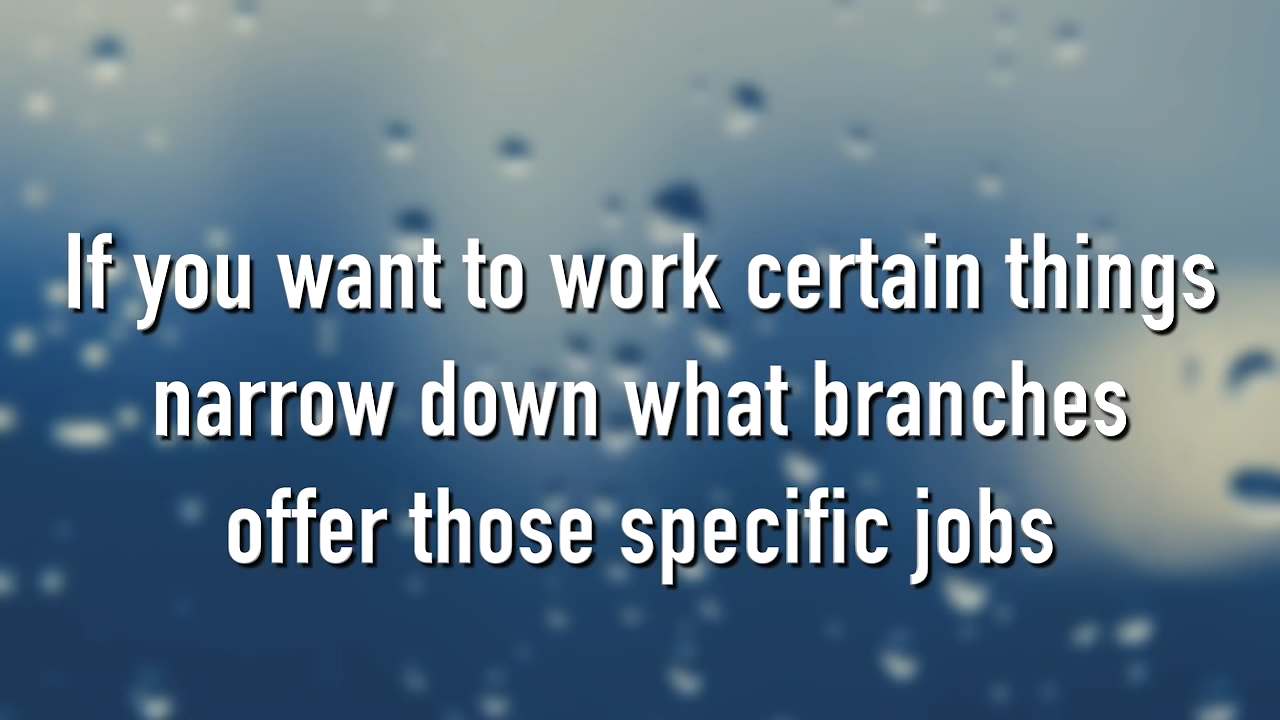 If you want to work certain things
narrow down what branches
offer those specific jobs